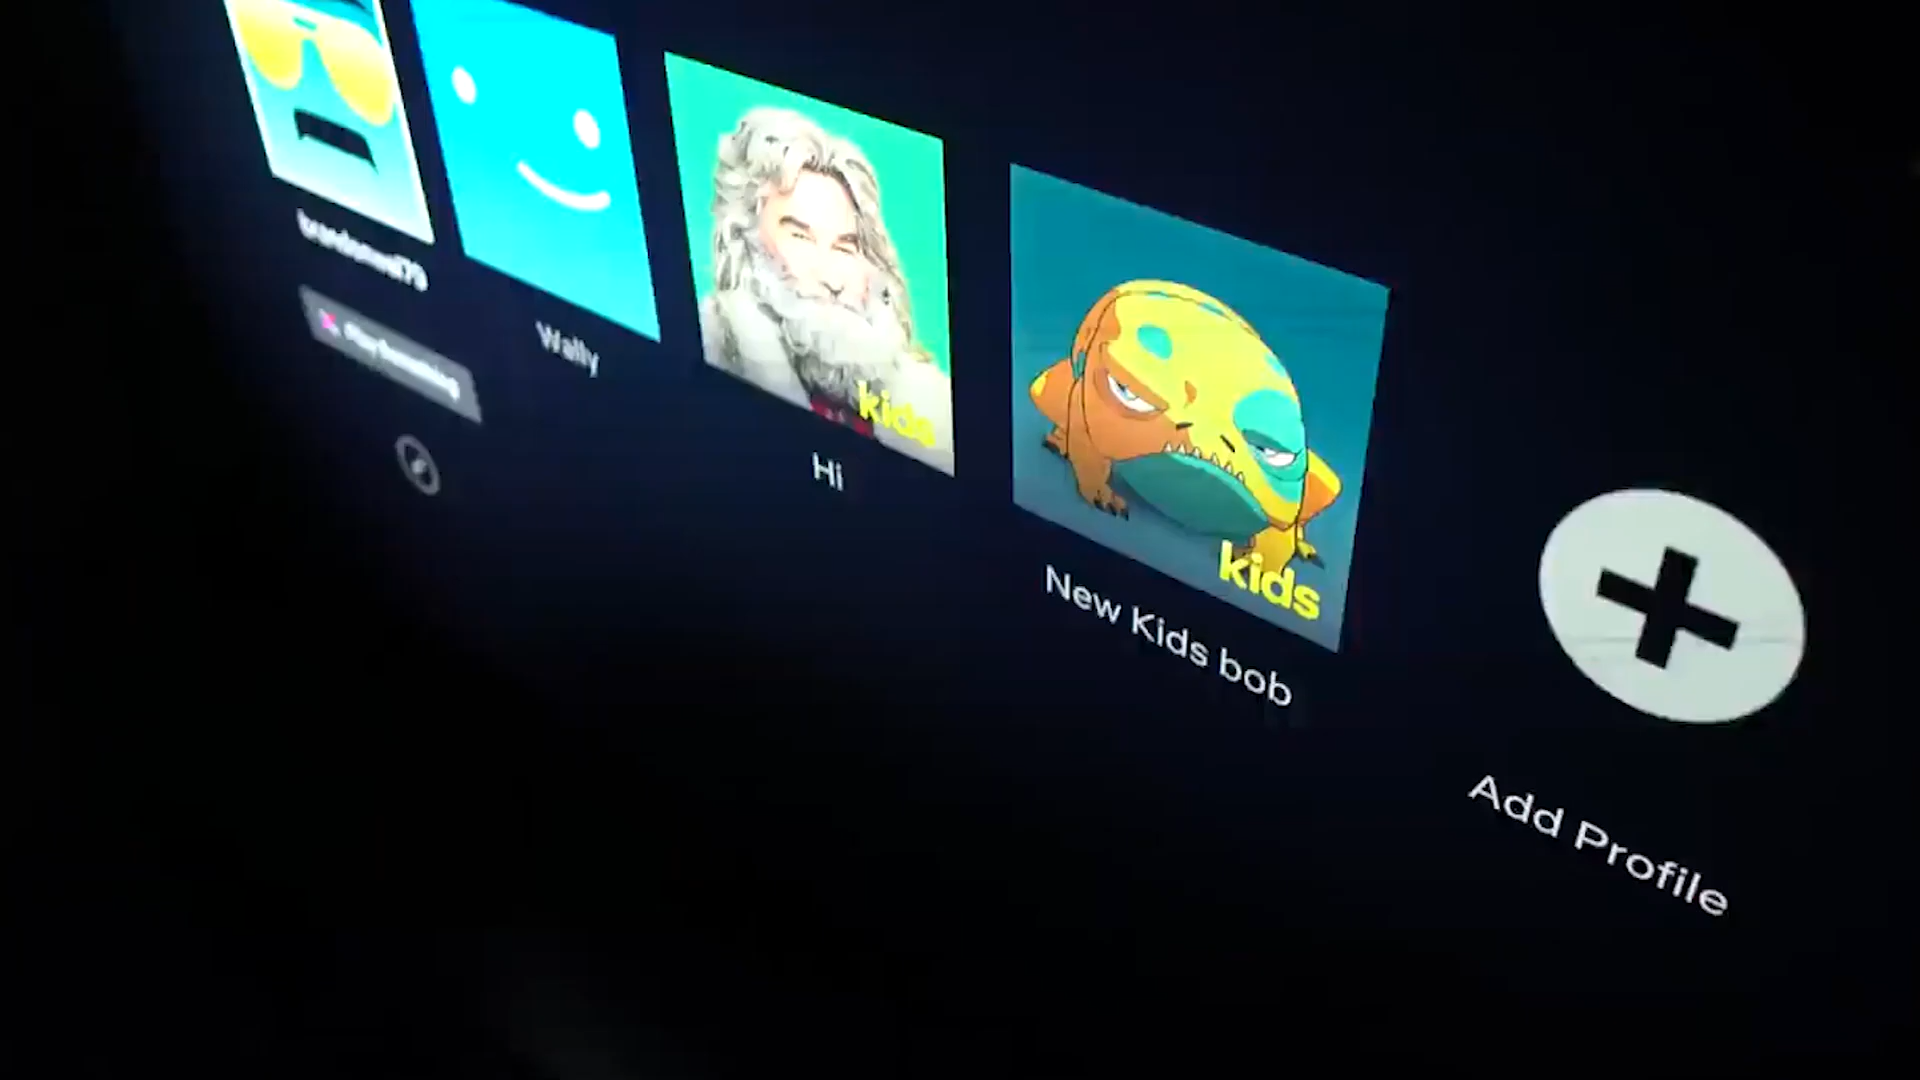 Wally
kids
Hi
kids
New Kids bob
Add Profile